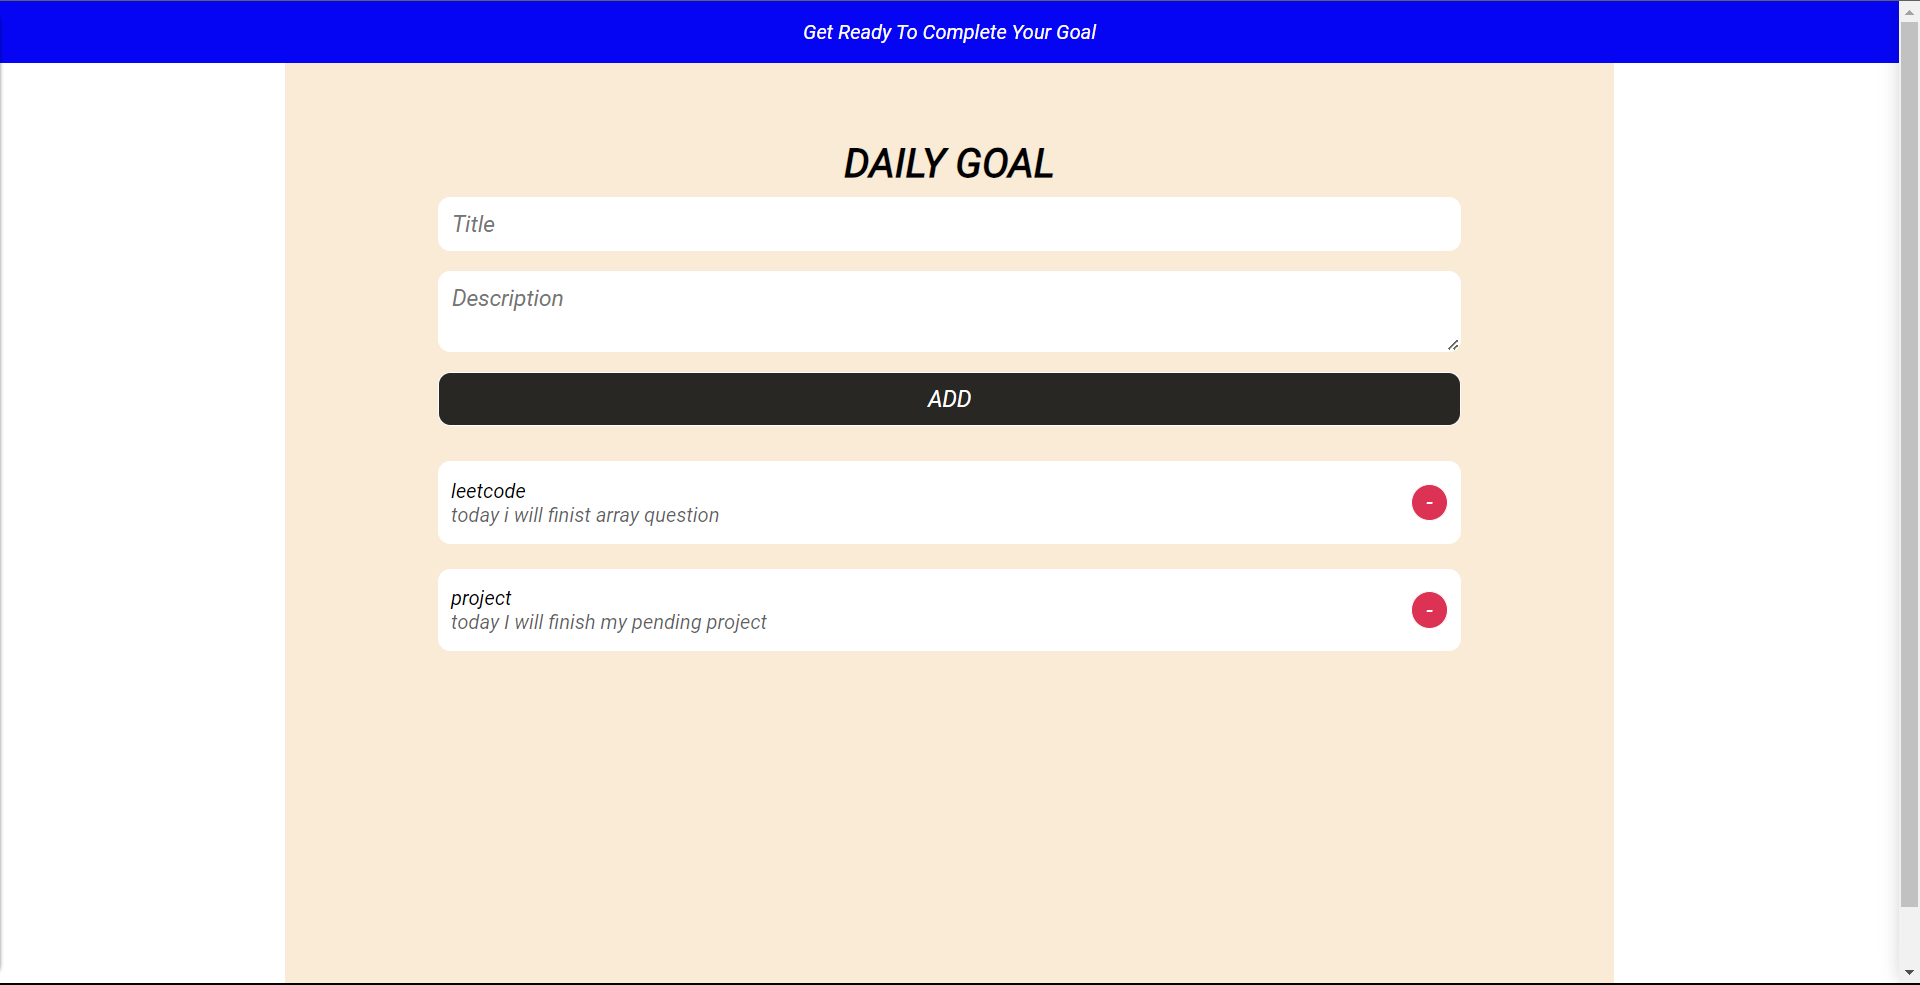 Get Ready To Complete Your Goal
DAILY GOAL
Title
Description
ADD
leetcode
today i will finist array question
-
project
today I will finish my pending project
-